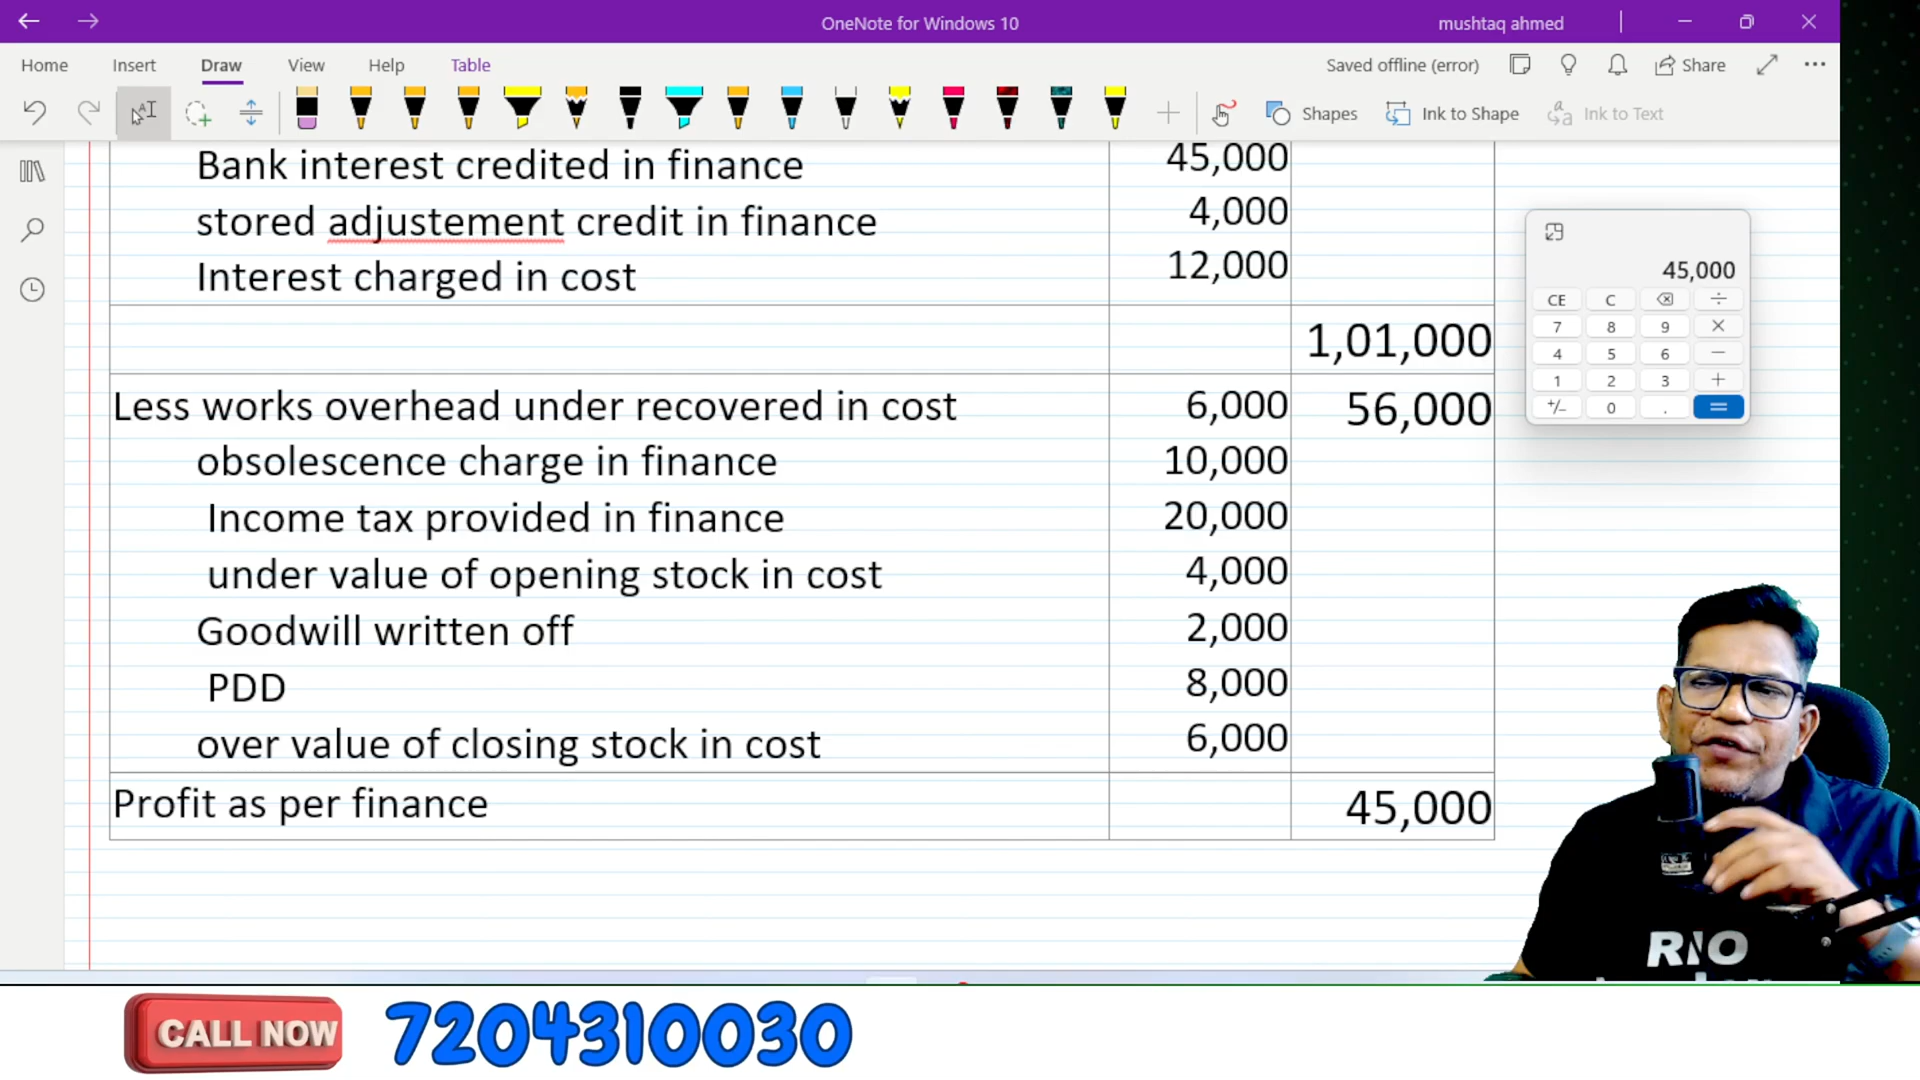 OneNote for Windows 10
mushtaq ahmed
Home Insert Draw View Help Table
Saved offline (error) Share
Shapes Ink to Shape Ink to Text
Bank interest credited in finance 45,000
stored adjustement credit in finance 4,000
Interest charged in cost 12,000
1,01,000
Less works overhead under recovered in cost 6,000 56,000
obsolescence charge in finance 10,000
Income tax provided in finance 20,000
under value of opening stock in cost 4,000
Goodwill written off 2,000
PDD 8,000
over value of closing stock in cost 6,000
Profit as per finance 45,000
45,000
CE C ÷
7 8 9 ×
4 5 6 −
1 2 3 +
+/− 0 . =
CALL NOW 7204310030